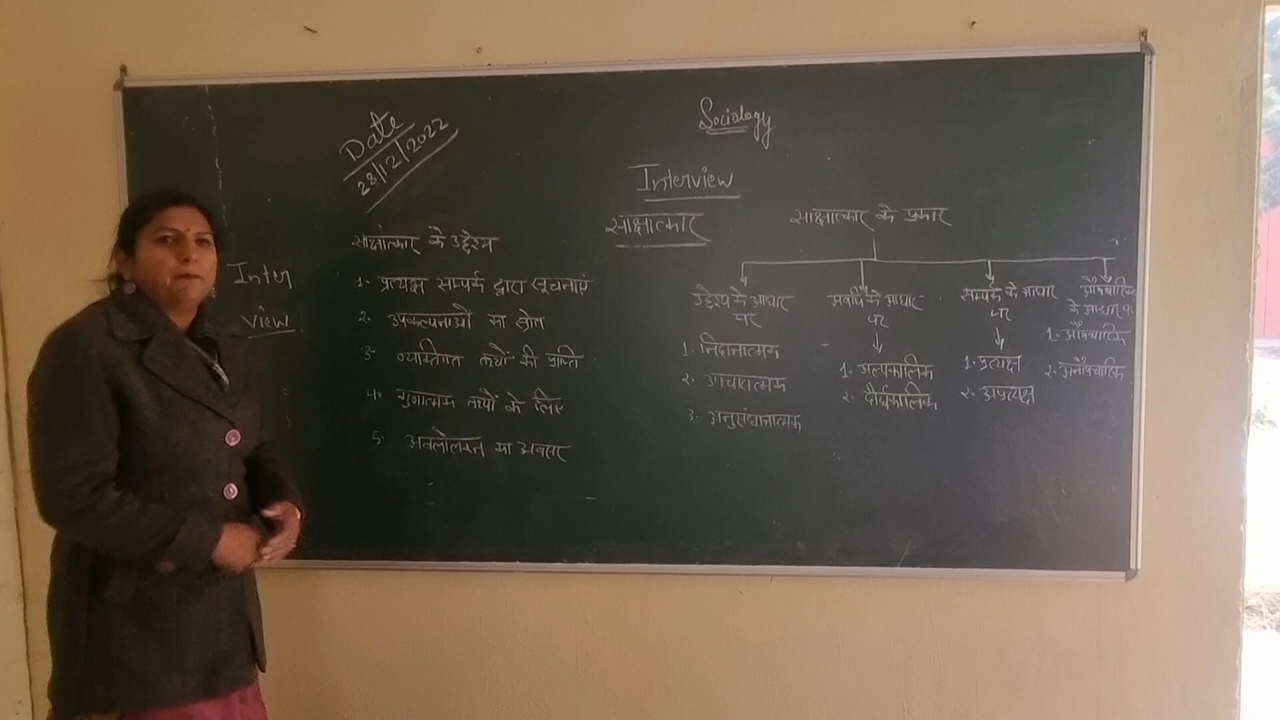 Date
28/12/2022
Sociology
Interview
साक्षात्कार
Inter
View
साक्षांत्कार के उद्देश्य
1- प्रत्यक्ष सम्पर्क द्वारा सूचनाएं
2- उपकल्पनाओं का स्रोत
3- व्यक्तिगत तथ्यों की प्राप्ति
4- गुणात्मक तथ्यों के लिए
5- अवलोकन का अवसर
साक्षात्कार के प्रकार
उद्देश्य के आधार
पर
1. निदानात्मक
2. उपचारात्मक
3. अनुसंधानात्मक
अवधि के आधार
पर
1. अल्पकालिक
2. दीर्घकालिक
सम्पर्क के आधार
पर
1. प्रत्यक्ष
2. अप्रत्यक्ष
के आधार पर
1. औपचारिक
2. अनौपचारिक